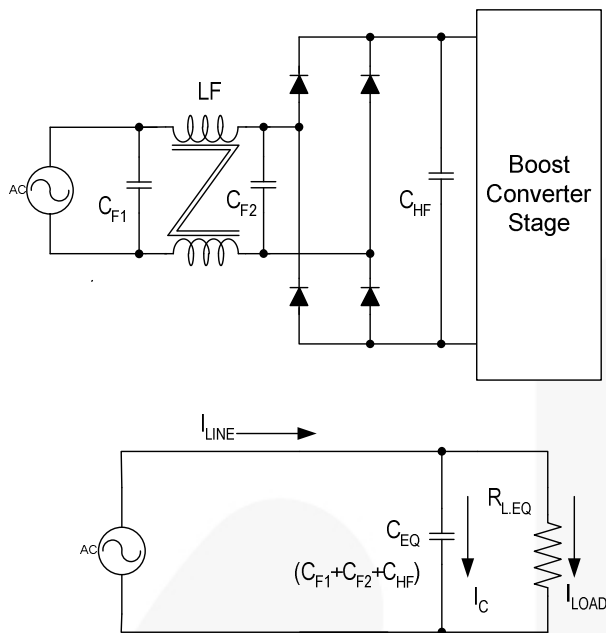 LF
AC
C_F1
C_F2
C_HF
Boost
Converter
Stage
I_LINE
AC
C_EQ
(C_F1+C_F2+C_HF)
I_C
R_L.EQ
I_LOAD